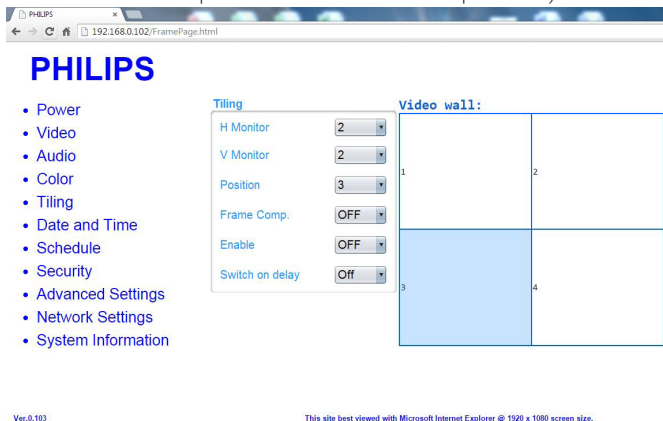 PHILIPS
192.168.0.102/FramePage.html
PHILIPS
Power
Video
Audio
Color
Tiling
Date and Time
Schedule
Security
Advanced Settings
Network Settings
System Information
Tiling
H Monitor 2
V Monitor 2
Position 3
Frame Comp. OFF
Enable OFF
Switch on delay Off
Video wall:
1 2
3 4
Ver.0.103 This site best viewed with Microsoft Internet Explorer @ 1920 x 1080 screen size.